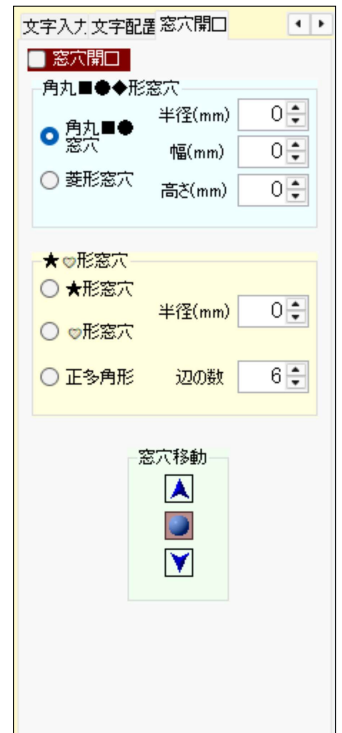 文字入力 文字配置 窓穴開口
窓穴開口
角丸■●◆形窓穴
角丸■●
窓穴
半径(mm) 0
幅(mm) 0
菱形窓穴
高さ(mm) 0
★♡形窓穴
★形窓穴
半径(mm) 0
♡形窓穴
正多角形 辺の数 6
窓穴移動